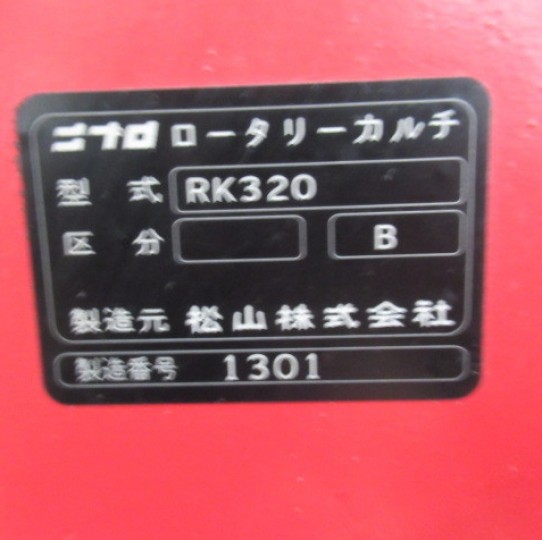 ニプロ ロータリーカルチ
型 式 RK320
区 分 B
製造元 松山株式会社
製造番号 1301